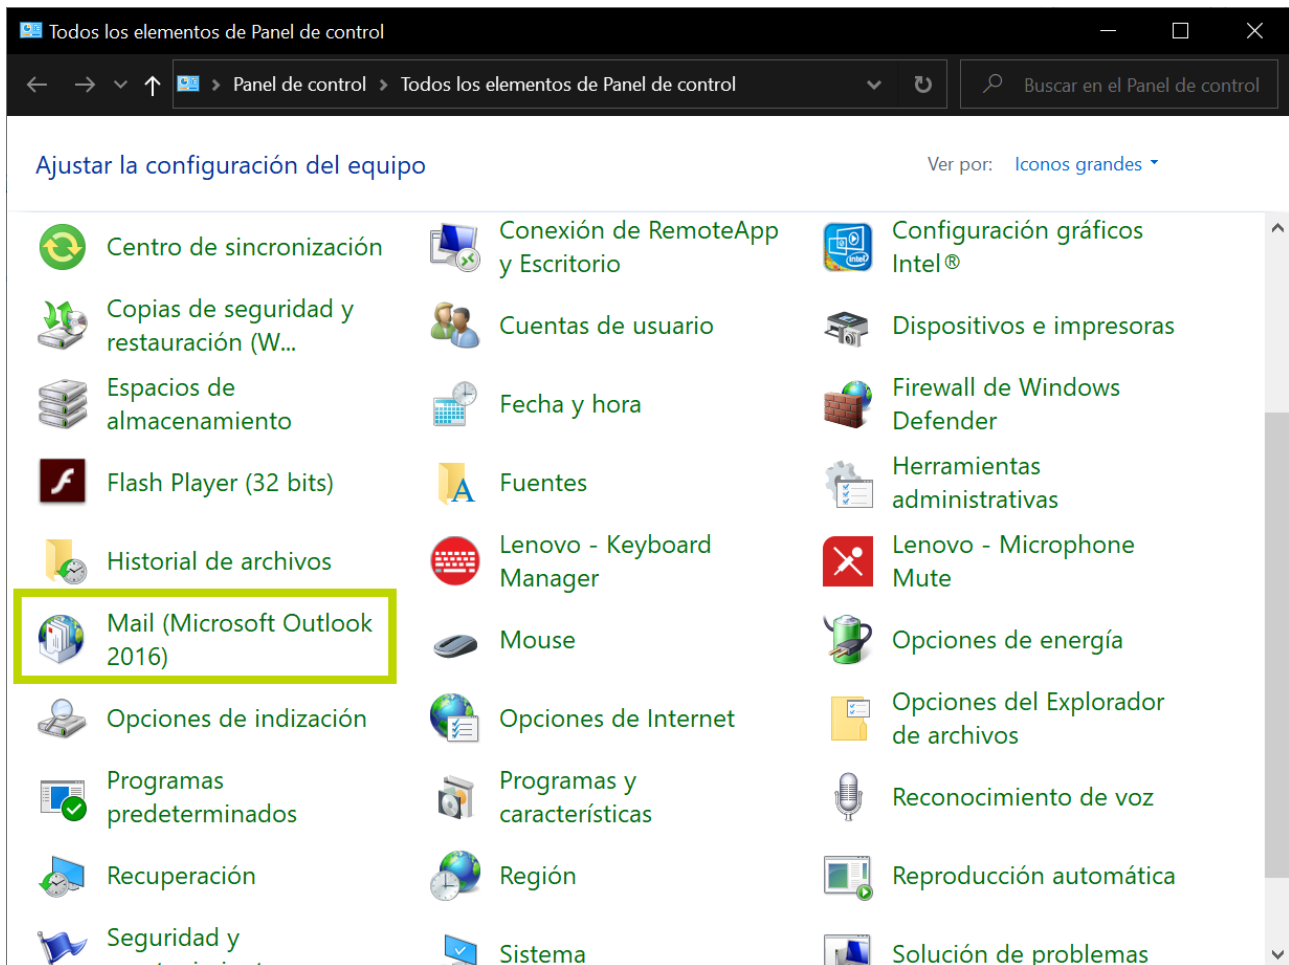 Todos los elementos de Panel de control
Panel de control > Todos los elementos de Panel de control
Buscar en el Panel de control
Ajustar la configuración del equipo
Ver por: Iconos grandes
Centro de sincronización
Conexión de RemoteApp
y Escritorio
Configuración gráficos
Intel®
Copias de seguridad y
restauración (W...
Cuentas de usuario
Dispositivos e impresoras
Espacios de
almacenamiento
Fecha y hora
Firewall de Windows
Defender
Flash Player (32 bits)
Fuentes
Herramientas
administrativas
Historial de archivos
Lenovo - Keyboard
Manager
Lenovo - Microphone
Mute
Mail (Microsoft Outlook
2016)
Mouse
Opciones de energía
Opciones de indización
Opciones de Internet
Opciones del Explorador
de archivos
Programas
predeterminados
Programas y
características
Reconocimiento de voz
Recuperación
Región
Reproducción automática
Seguridad y
Sistema
Solución de problemas